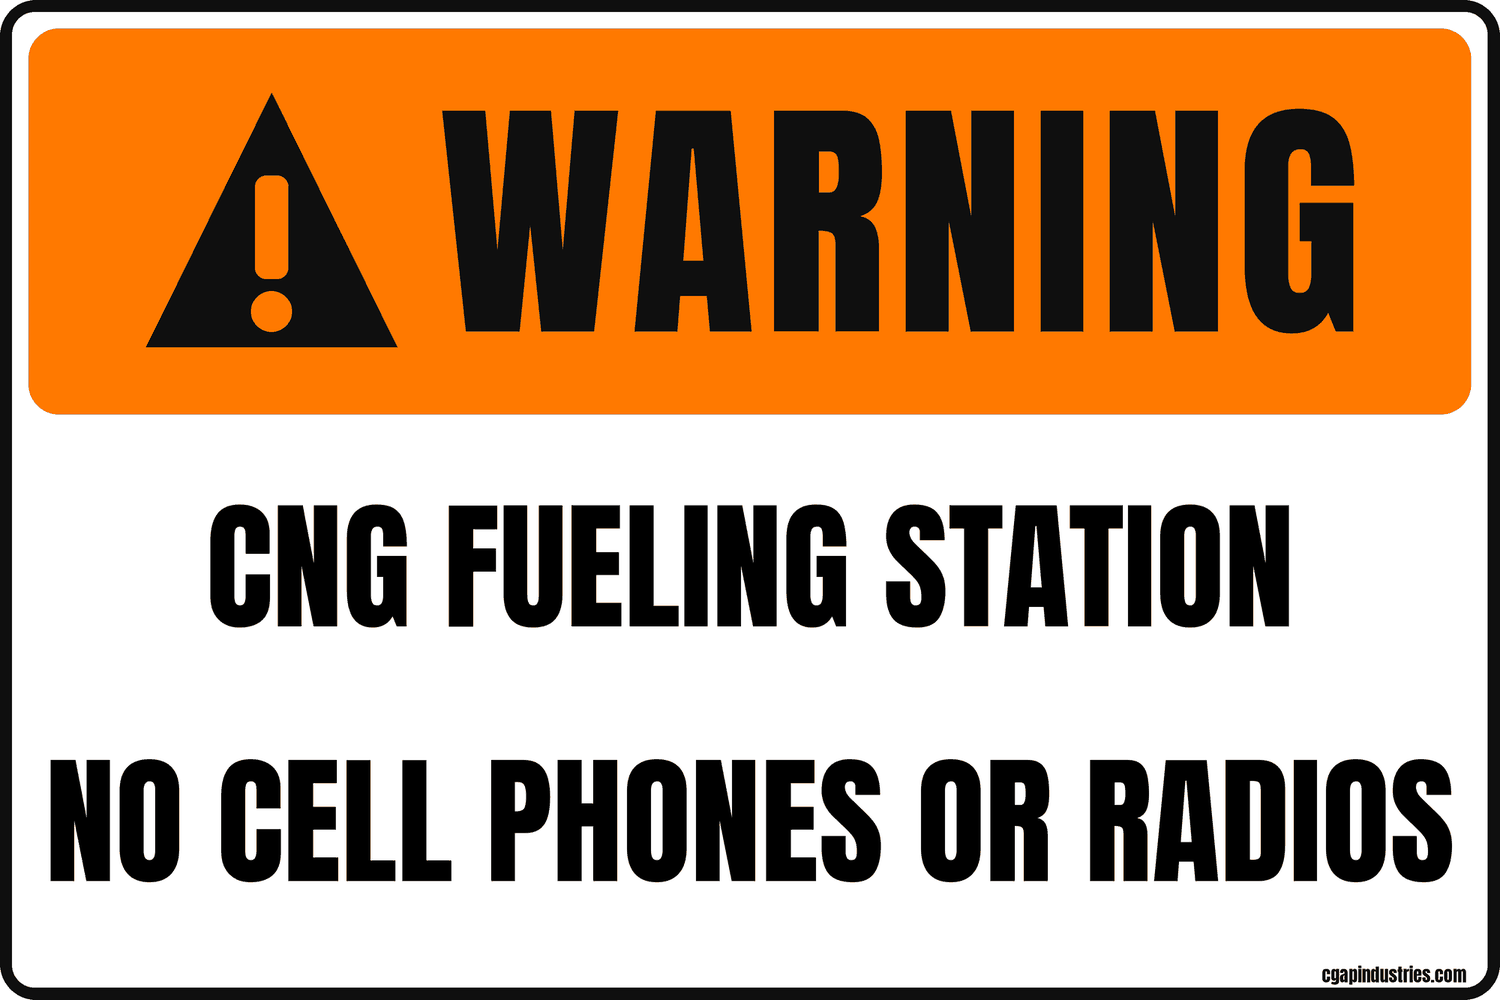 WARNING
CNG FUELING STATION
NO CELL PHONES OR RADIOS
cgapindustries.com